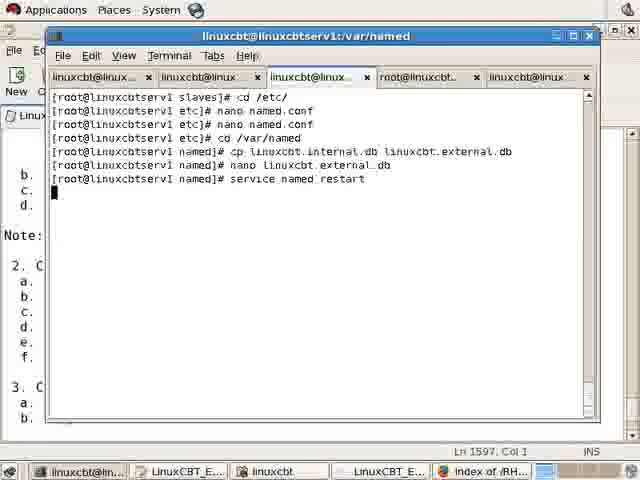 Applications Places System
linuxcbt@linuxcbtserv1:/var/named
File Edit View Terminal Tabs Help
linuxcbt@linux... linuxcbt@linux... linuxcbt@linux... root@linuxcbt... linuxcbt@linux...
File
New
Linux
[root@linuxcbtserv1 slaves]# cd /etc/
[root@linuxcbtserv1 etc]# nano named.conf
[root@linuxcbtserv1 etc]# nano named.conf
[root@linuxcbtserv1 etc]# cd /var/named
[root@linuxcbtserv1 named]# cp linuxcbt.internal.db linuxcbt.external.db
[root@linuxcbtserv1 named]# nano linuxcbt.external.db
[root@linuxcbtserv1 named]# service named restart
b.
c.
d.
Note:
2. C
a.
b.
c.
d.
e.
f.
3. C
a.
b.
Ln 1597, Col 1 INS
linuxcbt@lin... LinuxCBT_E... linuxcbt LinuxCBT_E... Index of /RH...